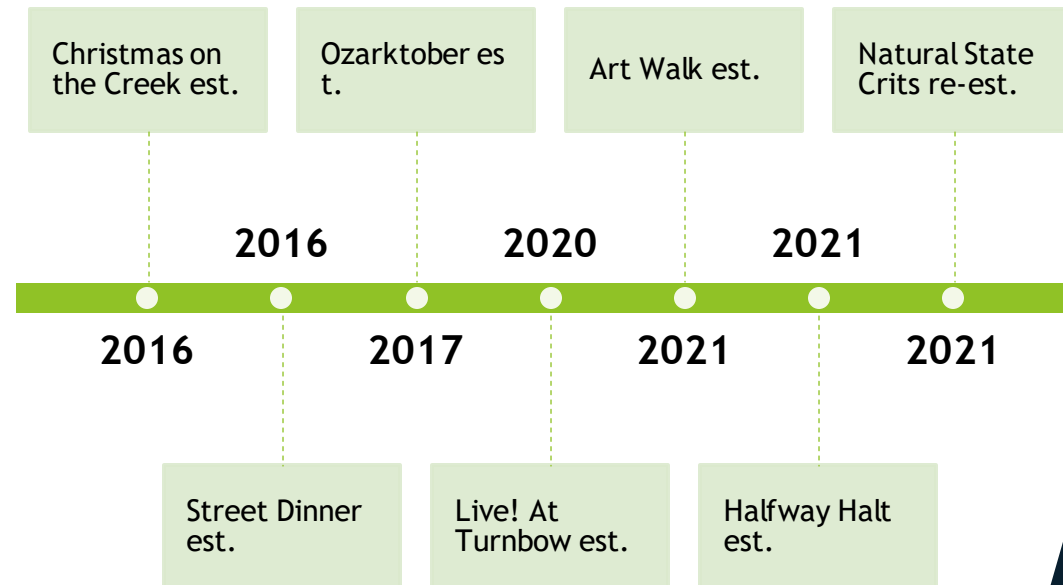 Christmas on
the Creek est.
Ozarktober es
t.
Art Walk est.
Natural State
Crits re-est.
2016
2020
2021
2016
2017
2021
2021
Street Dinner
est.
Live! At
Turnbow est.
Halfway Halt
est.